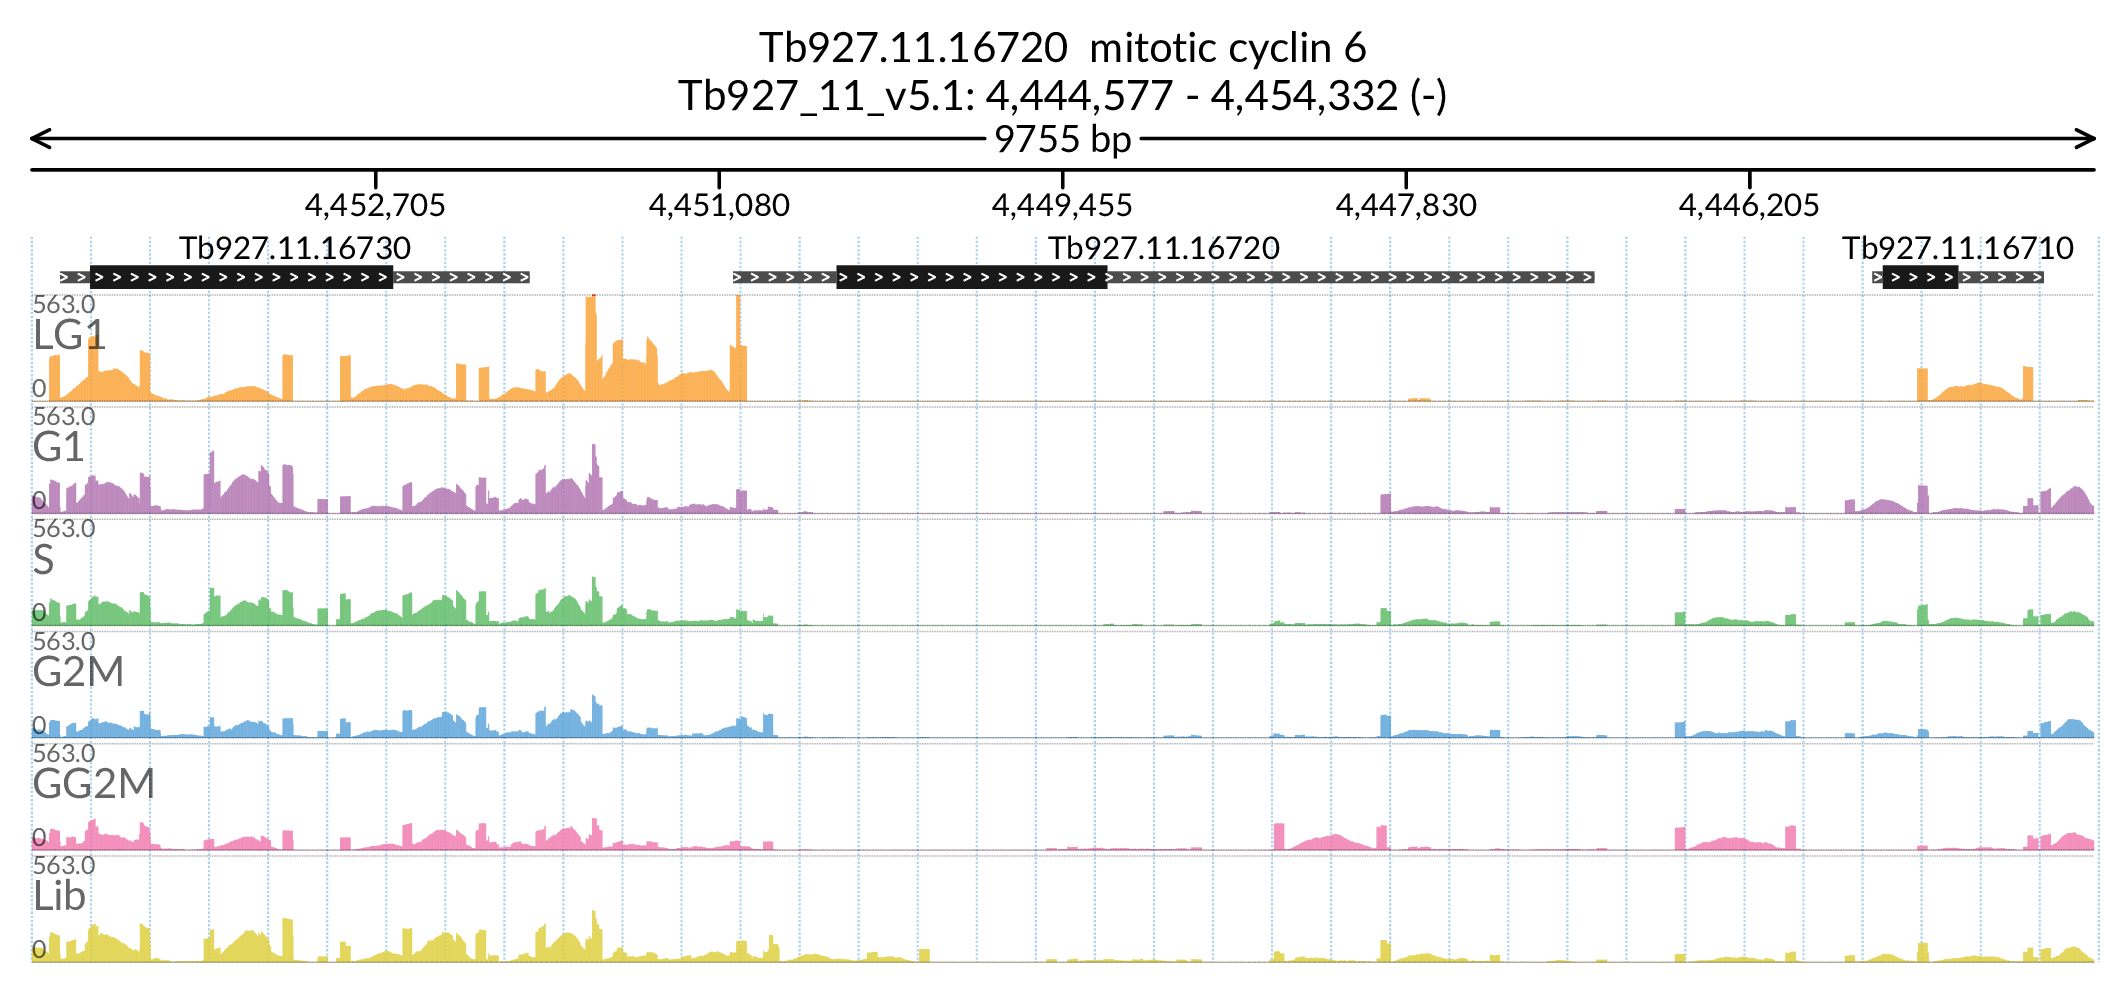 Tb927.11.16720 mitotic cyclin 6
Tb927_11_v5.1: 4,444,577 - 4,454,332 (-)
9755 bp
4,452,705 4,451,080 4,449,455 4,447,830 4,446,205
Tb927.11.16730 Tb927.11.16720 Tb927.11.16710
563.0
LG1
0
563.0
G1
0
563.0
S
0
563.0
G2M
0
563.0
GG2M
0
563.0
Lib
0